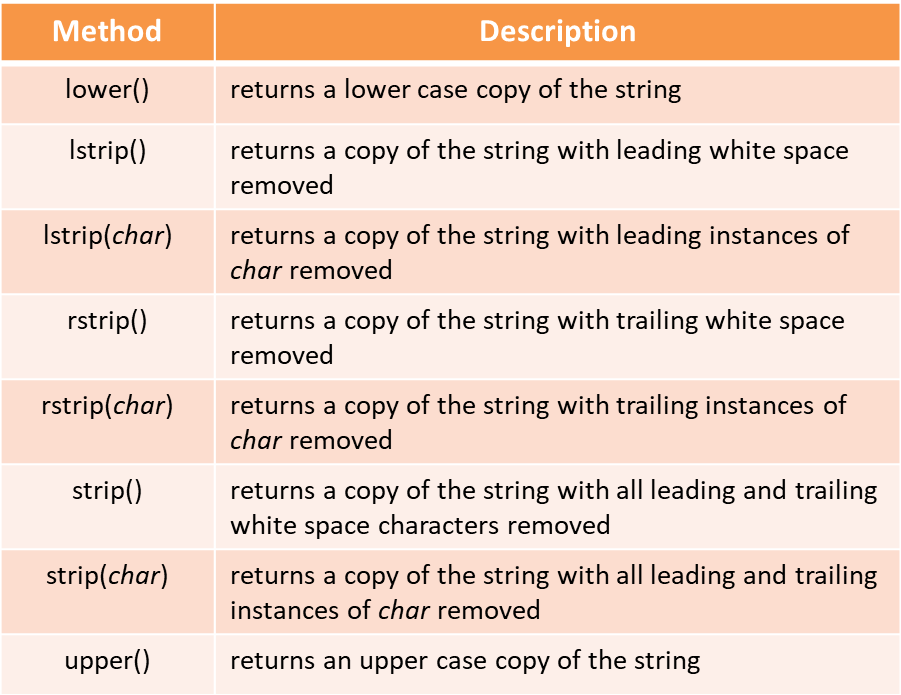 Method Description
lower() returns a lower case copy of the string
lstrip() returns a copy of the string with leading white space
removed
lstrip(char) returns a copy of the string with leading instances of
char removed
rstrip() returns a copy of the string with trailing white space
removed
rstrip(char) returns a copy of the string with trailing instances of
char removed
strip() returns a copy of the string with all leading and trailing
white space characters removed
strip(char) returns a copy of the string with all leading and trailing
instances of char removed
upper() returns an upper case copy of the string